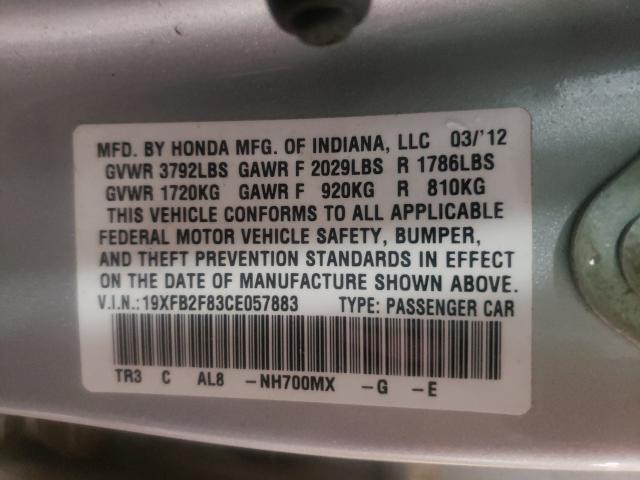 MFD. BY HONDA MFG. OF INDIANA, LLC 03/'12
GVWR 3792LBS GAWR F 2029LBS R 1786LBS
GVWR 1720KG GAWR F 920KG R 810KG
THIS VEHICLE CONFORMS TO ALL APPLICABLE
FEDERAL MOTOR VEHICLE SAFETY, BUMPER,
AND THEFT PREVENTION STANDARDS IN EFFECT
ON THE DATE OF MANUFACTURE SHOWN ABOVE.
V.I.N.:19XFB2F83CE057883 TYPE: PASSENGER CAR
TR3 C AL8 -NH700MX -G -E